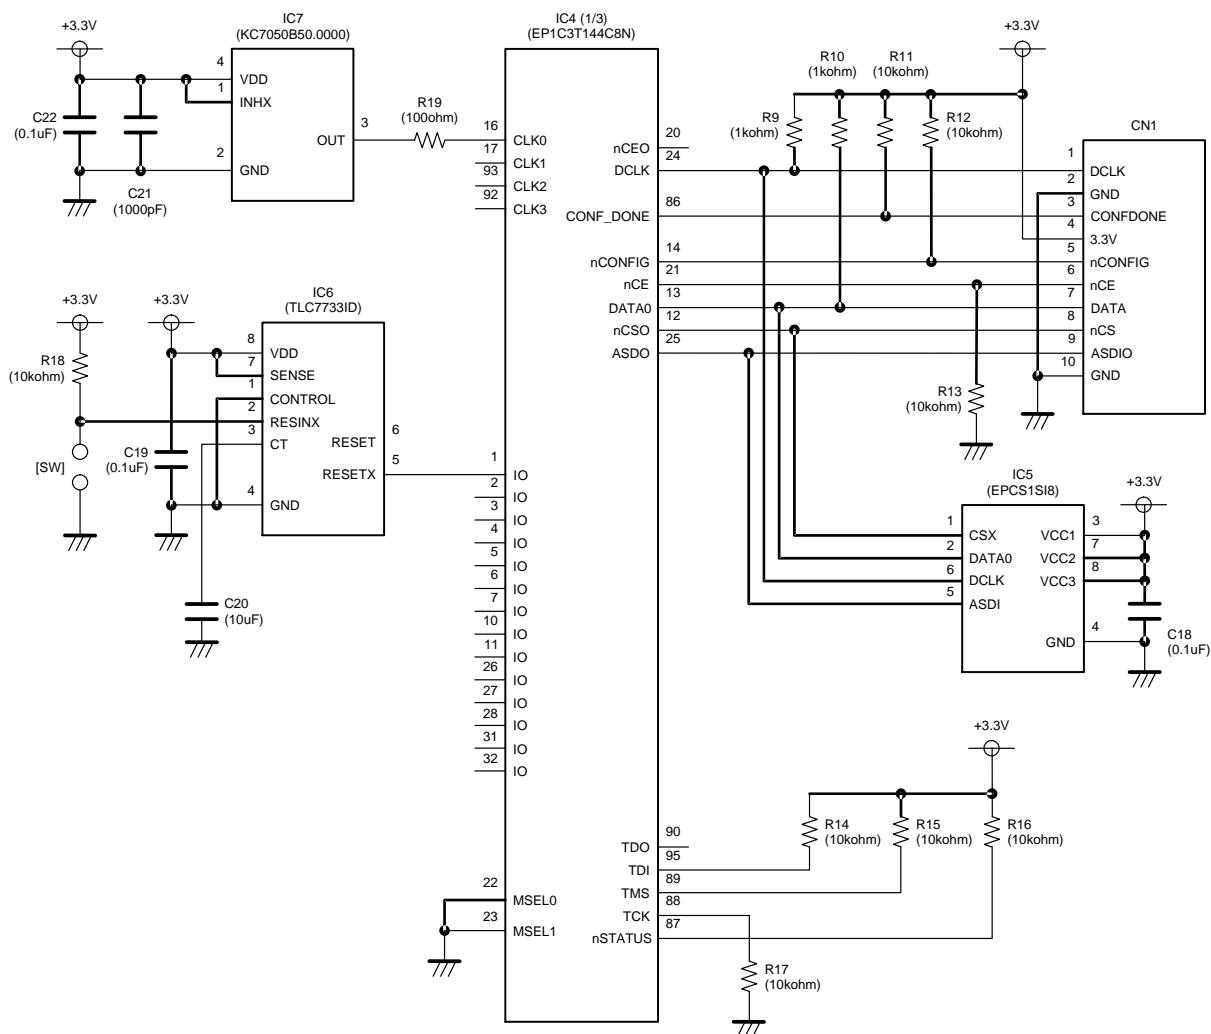 +3.3V
IC7
(KC7050B50.0000)
4
VDD
1
INHX
C22
(0.1uF)
C21
(1000pF)
2
GND
OUT
3
R19
(100ohm)
IC4 (1/3)
(EP1C3T144C8N)
16
CLK0
17
CLK1
93
CLK2
92
CLK3
20
nCEO
24
DCLK
86
CONF_DONE
14
nCONFIG
21
nCE
13
DATA0
12
nCSO
25
ASDO
R10
(1kohm)
R11
(10kohm)
R9
(1kohm)
R12
(10kohm)
+3.3V
CN1
1
DCLK
2
GND
3
CONFDONE
4
3.3V
5
nCONFIG
6
nCE
7
DATA
8
nCS
9
ASDIO
10
GND
R13
(10kohm)
+3.3V
R18
(10kohm)
[SW]
+3.3V
C19
(0.1uF)
IC6
(TLC7733ID)
8
VDD
7
SENSE
1
CONTROL
2
RESINX
3
CT
4
GND
RESET
6
RESETX
5
C20
(10uF)
1
IO
2
IO
3
IO
4
IO
5
IO
6
IO
7
IO
10
IO
11
IO
26
IO
27
IO
28
IO
31
IO
32
IO
IC5
(EPCS1SI8)
1
CSX
2
DATA0
6
DCLK
5
ASDI
VCC1
3
VCC2
7
VCC3
8
GND
4
+3.3V
C18
(0.1uF)
+3.3V
R14
(10kohm)
R15
(10kohm)
R16
(10kohm)
90
TDO
95
TDI
89
TMS
88
TCK
87
nSTATUS
R17
(10kohm)
22
MSEL0
23
MSEL1